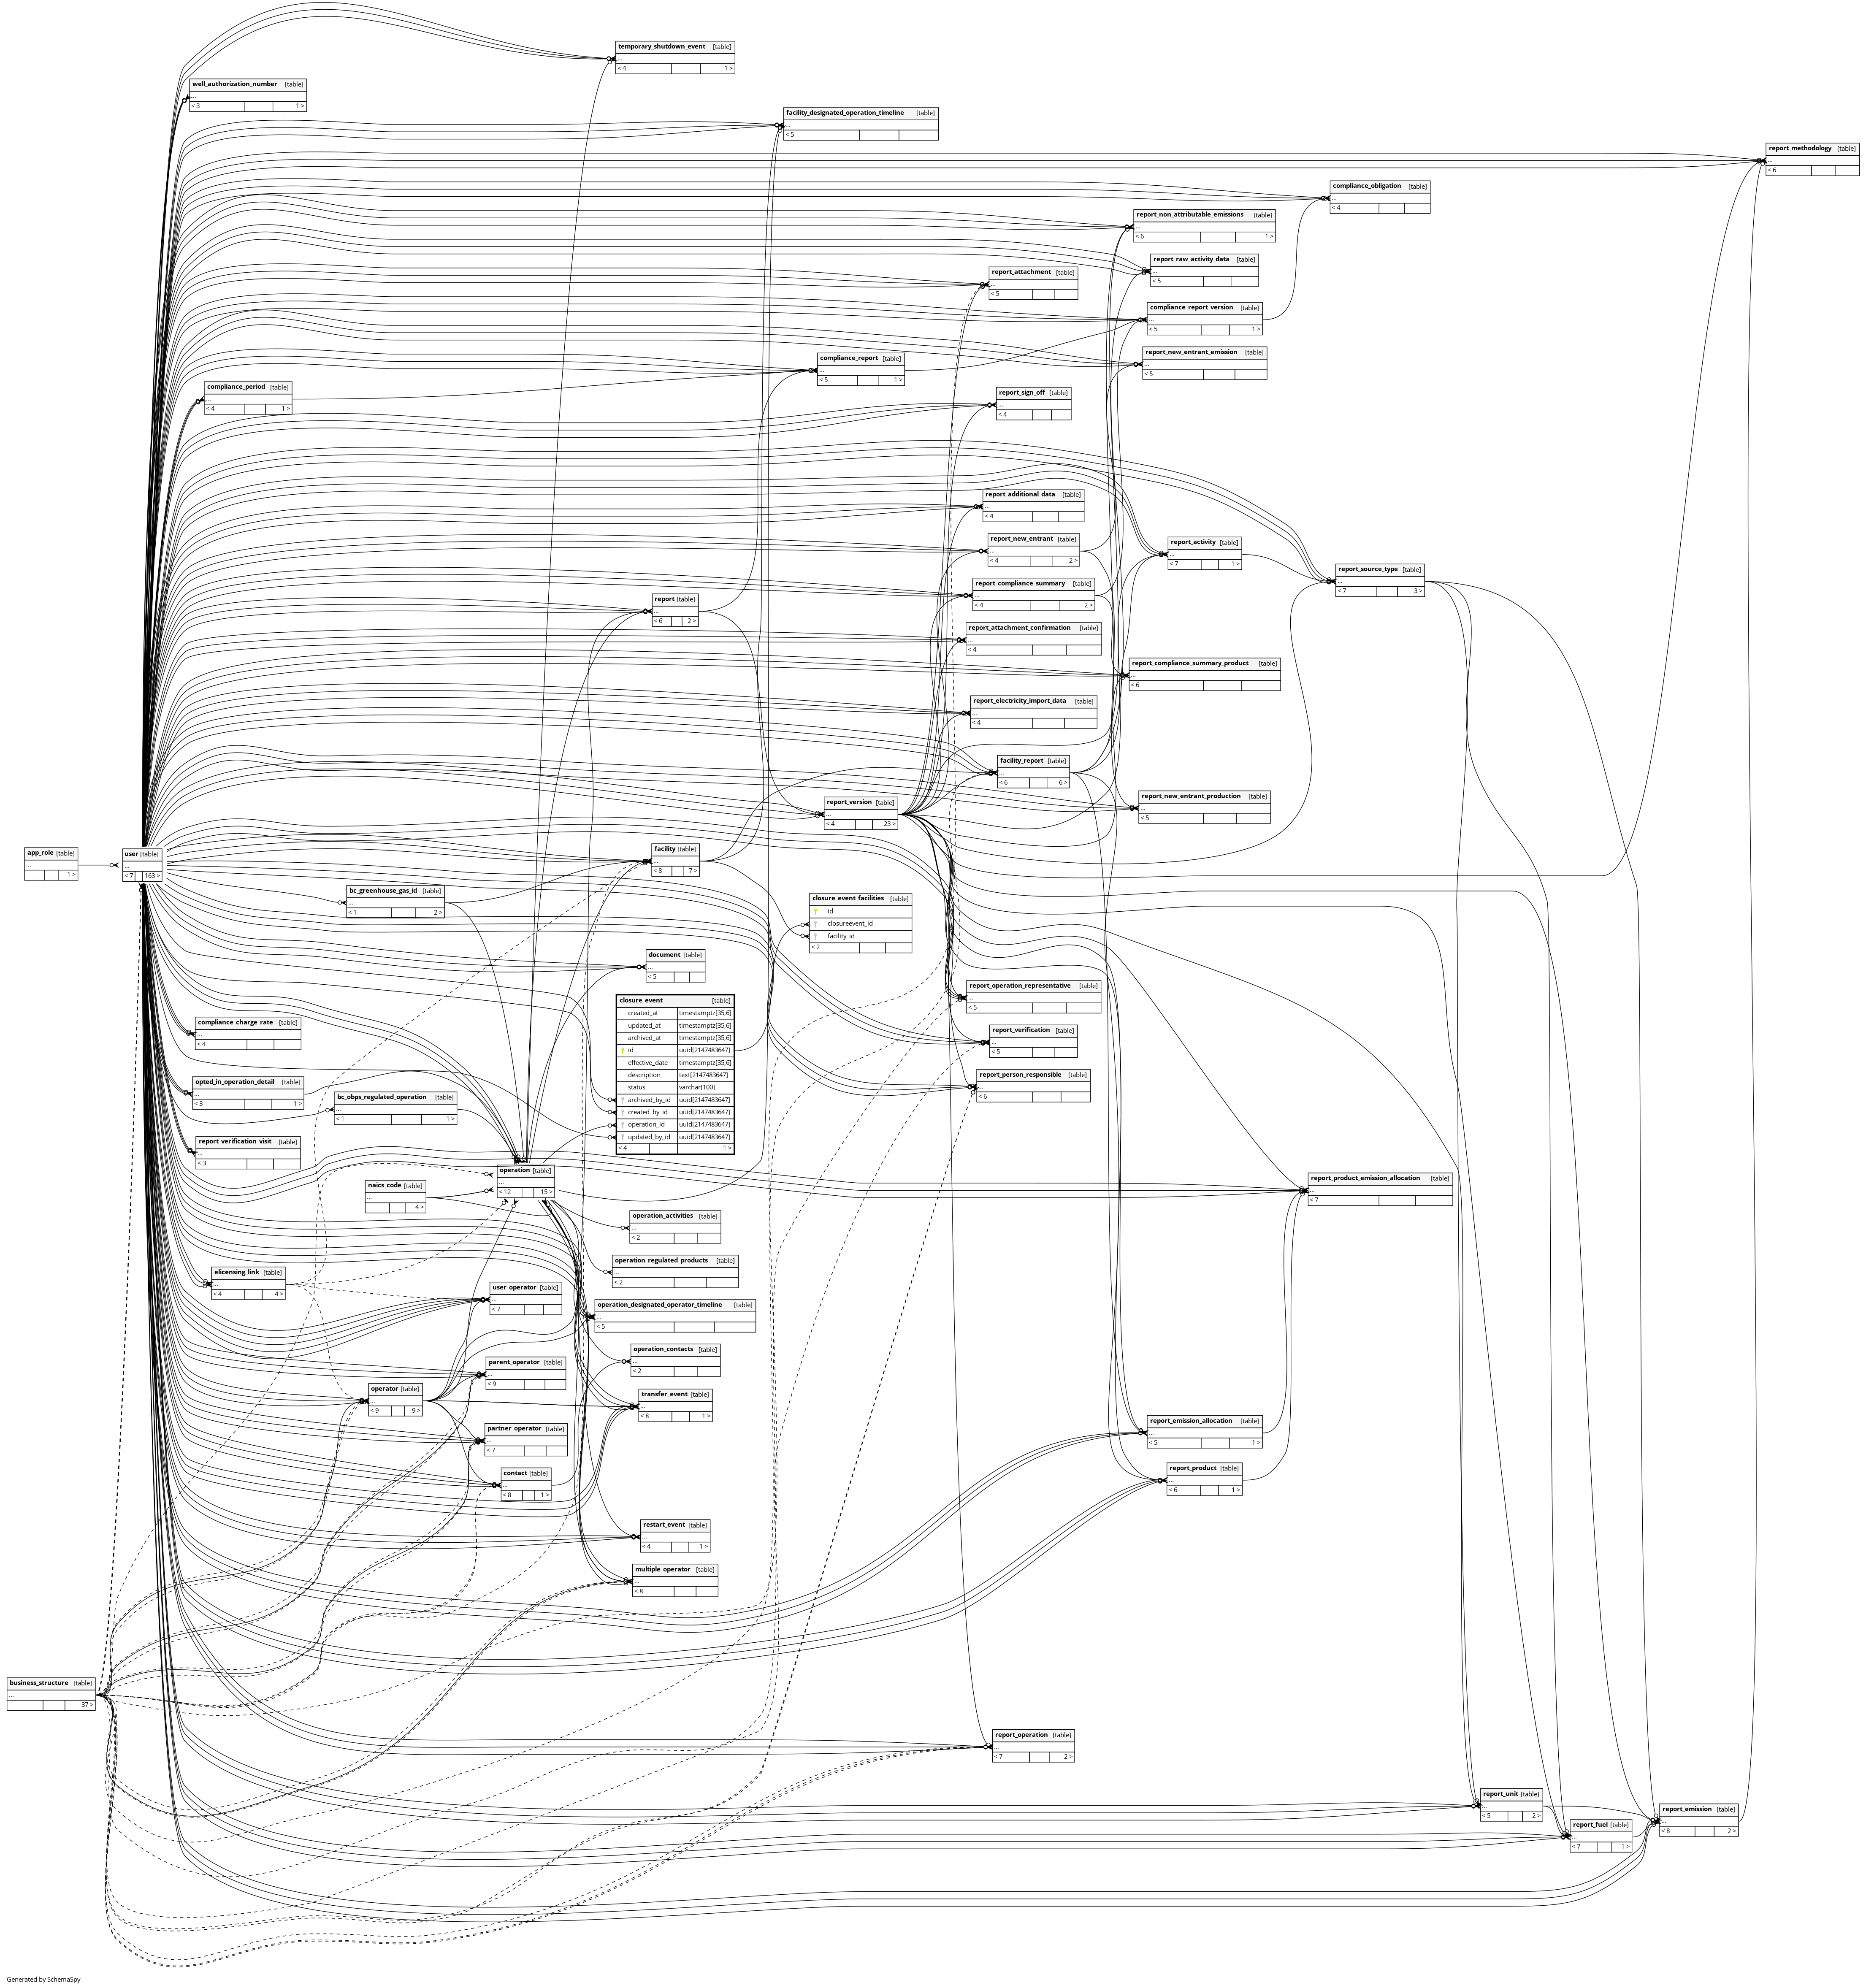 temporary_shutdown_event [table]
...
< 4 1 >
well_authorization_number [table]
...
< 3 1 >
facility_designated_operation_timeline [table]
...
< 5
report_methodology [table]
...
< 6
compliance_obligation [table]
...
< 4
report_non_attributable_emissions [table]
...
< 6 1 >
report_raw_activity_data [table]
...
< 5
report_attachment [table]
...
< 5
compliance_report_version [table]
...
< 5 1 >
report_new_entrant_emission [table]
...
< 5
compliance_report [table]
...
< 5 1 >
compliance_period [table]
...
< 4 1 >
report_sign_off [table]
...
< 4
report_additional_data [table]
...
< 4
report_new_entrant [table]
...
< 4 2 >
report_activity [table]
...
< 7 1 >
report_source_type [table]
...
< 7 3 >
report_compliance_summary [table]
...
< 4 2 >
report [table]
...
< 6 2 >
report_attachment_confirmation [table]
...
< 4
report_compliance_summary_product [table]
...
< 6
report_electricity_import_data [table]
...
< 4
facility_report [table]
...
< 6 6 >
report_new_entrant_production [table]
...
< 5
report_version [table]
...
< 4 23 >
app_role [table]
...
1 >
user [table]
...
< 7 163 >
facility [table]
...
< 8 7 >
bc_greenhouse_gas_id [table]
...
< 1 2 >
closure_event_facilities [table]
id
closureevent_id
facility_id
< 2
document [table]
...
< 5
report_operation_representative [table]
...
< 5
closure_event [table]
created_at timestamptz[35,6]
updated_at timestamptz[35,6]
archived_at timestamptz[35,6]
id uuid[2147483647]
effective_date timestamptz[35,6]
description text[2147483647]
status varchar[100]
archived_by_id uuid[2147483647]
created_by_id uuid[2147483647]
operation_id uuid[2147483647]
updated_by_id uuid[2147483647]
< 4 1 >
compliance_charge_rate [table]
...
< 4
report_verification [table]
...
< 5
opted_in_operation_detail [table]
...
< 3 1 >
report_person_responsible [table]
...
< 6
bc_obps_regulated_operation [table]
...
< 1 1 >
report_verification_visit [table]
...
< 3
operation [table]
...
< 12 15 >
naics_code [table]
...
4 >
report_product_emission_allocation [table]
...
< 7
operation_activities [table]
...
< 2
operation_regulated_products [table]
...
< 2
elicensing_link [table]
...
< 4 4 >
user_operator [table]
...
< 7
operation_designated_operator_timeline [table]
...
< 5
operation_contacts [table]
...
< 2
parent_operator [table]
...
< 9
operator [table]
...
< 9 9 >
transfer_event [table]
...
< 8 1 >
partner_operator [table]
...
< 7
report_emission_allocation [table]
...
< 5 1 >
contact [table]
...
< 8 1 >
report_product [table]
...
< 6 1 >
restart_event [table]
...
< 4 1 >
multiple_operator [table]
...
< 8
business_structure [table]
...
37 >
report_operation [table]
...
< 7 2 >
report_unit [table]
...
< 5 2 >
report_fuel [table]
...
< 7 1 >
report_emission [table]
...
< 8 2 >
Generated by SchemaSpy